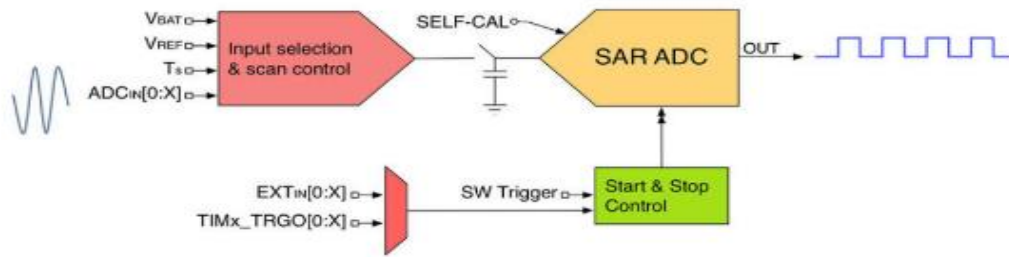 VBAT
VREF
Ts
ADCIN[0:X]
Input selection
& scan control
SELF-CAL
SAR ADC
OUT
EXTIN[0:X]
TIMx_TRGO[0:X]
SW Trigger
Start & Stop
Control